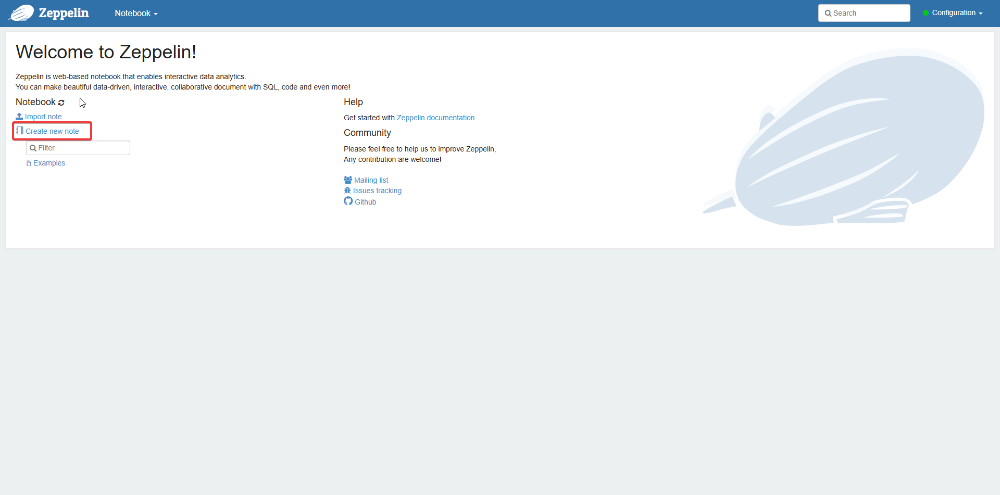 Zeppelin Notebook Search Configuration
Welcome to Zeppelin!
Zeppelin is web-based notebook that enables interactive data analytics.
You can make beautiful data-driven, interactive, collaborative document with SQL, code and even more!
Notebook
Import note
Create new note
Filter
Examples
Help
Get started with Zeppelin documentation
Community
Please feel free to help us to improve Zeppelin,
Any contribution are welcome!
Mailing list
Issues tracking
Github